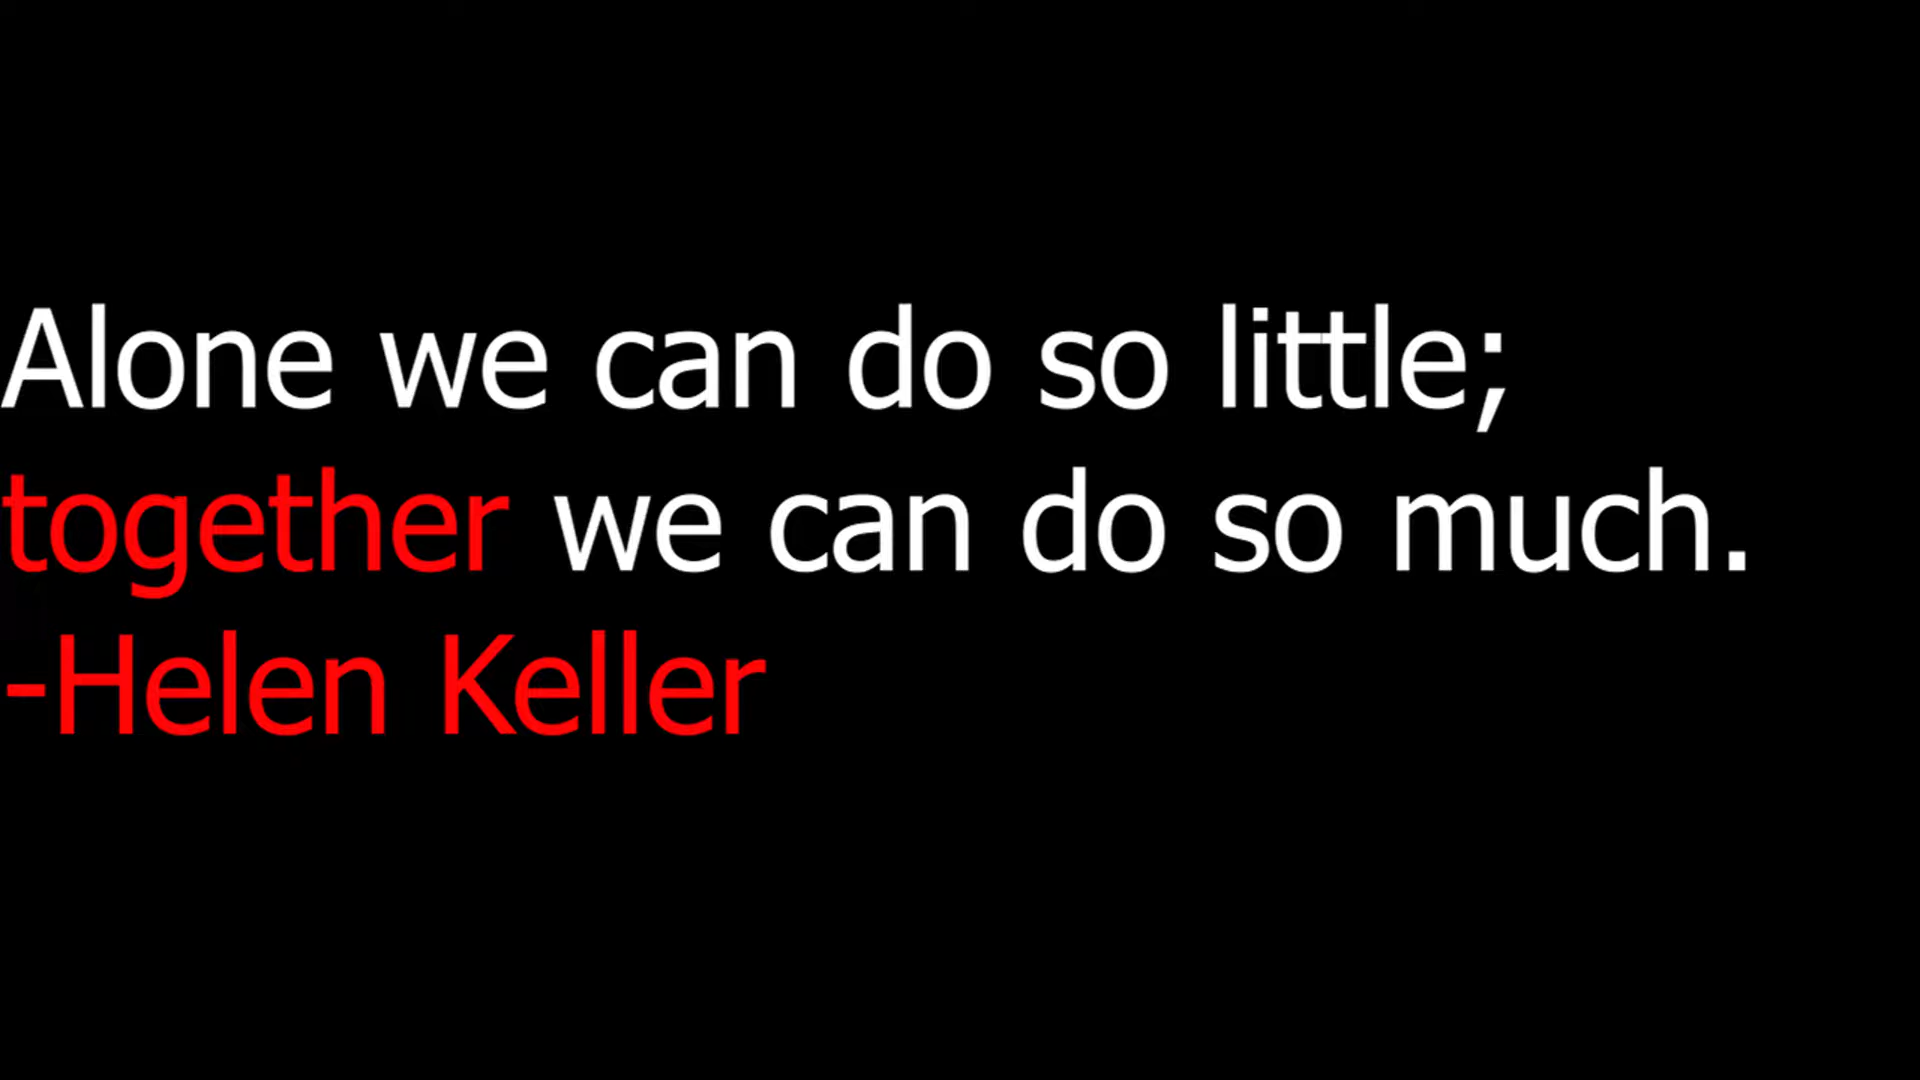 Alone we can do so little;
together we can do so much.
-Helen Keller